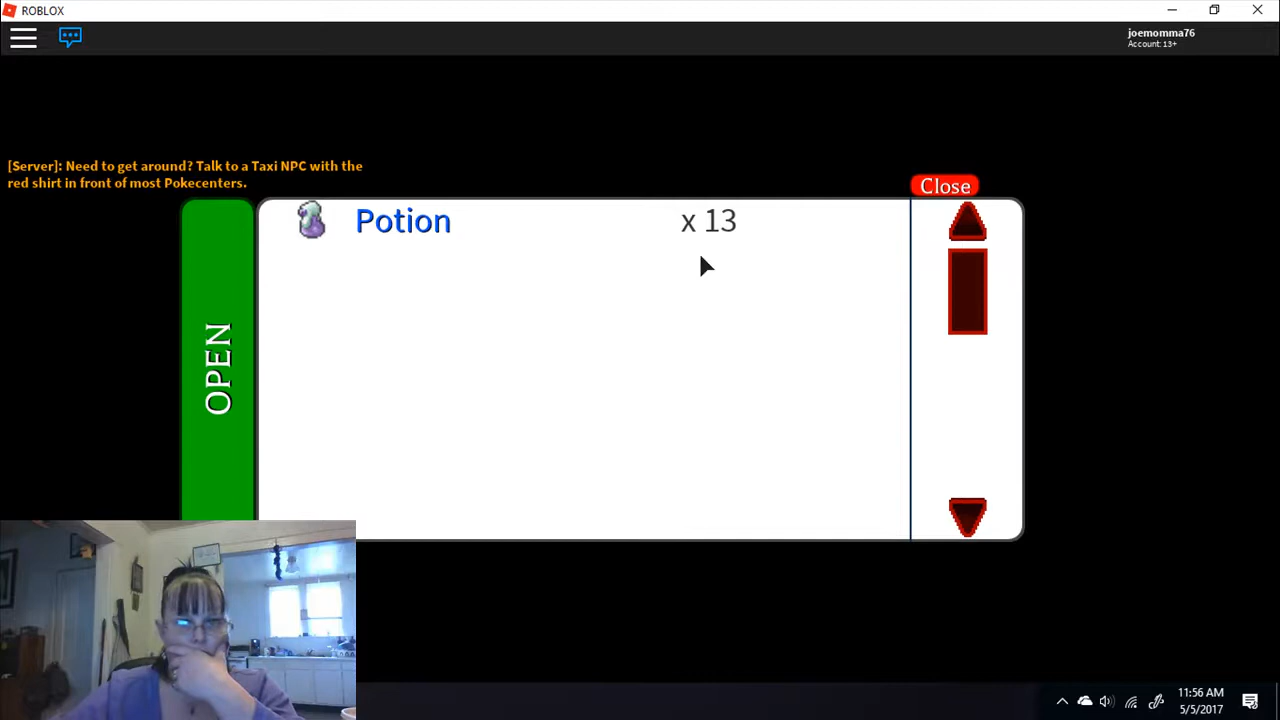 ROBLOX
joemomma76
Account: 13+
[Server]: Need to get around? Talk to a Taxi NPC with the
red shirt in front of most Pokecenters.
Close
Potion x 13
OPEN
11:56 AM
5/5/2017